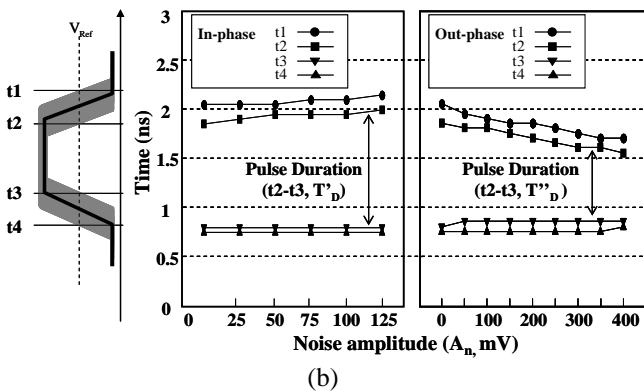 V_Ref
t1
t2
t3
t4
Time (ns)
3
2.5
2
1.5
1
0.5
0
In-phase
t1
t2
t3
t4
Pulse Duration
(t2-t3, T'_D)
0 25 50 75 100 125
Out-phase
t1
t2
t3
t4
Pulse Duration
(t2-t3, T''_D)
0 100 200 300 400
Noise amplitude (A_n, mV)
(b)